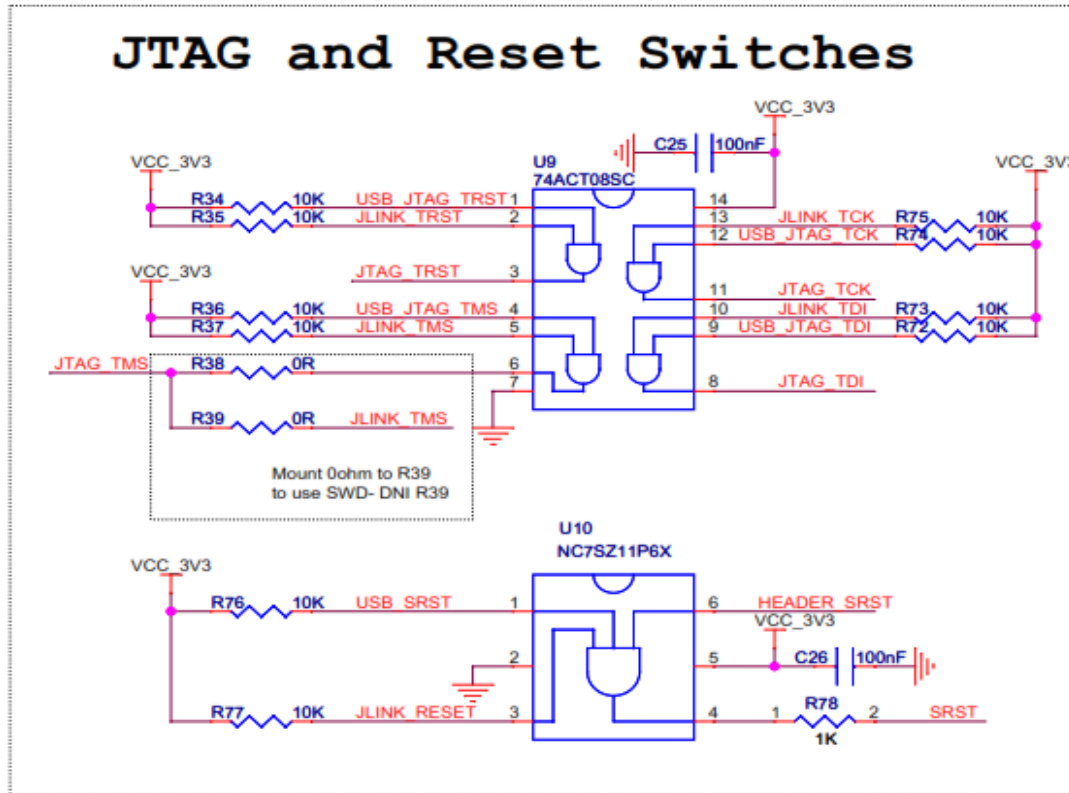 JTAG and Reset Switches
VCC_3V3
C25 100nF
VCC_3V3
U9
74ACT08SC
VCC_3V3
R34 10K USB_JTAG_TRST 1
14
R35 10K JLINK_TRST 2
13 JLINK_TCK R75 10K
12 USB_JTAG_TCK R74 10K
JTAG_TRST 3
VCC_3V3
11 JTAG_TCK
R36 10K USB_JTAG_TMS 4
10 JLINK_TDI R73 10K
R37 10K JLINK_TMS 5
9 USB_JTAG_TDI R72 10K
JTAG_TMS R38 0R 6
7
8 JTAG_TDI
R39 0R JLINK_TMS
Mount 0ohm to R39
to use SWD- DNI R39
U10
NC7SZ11P6X
VCC_3V3
R76 10K USB_SRST 1
6 HEADER_SRST
VCC_3V3
2
5 C26 100nF
R77 10K JLINK_RESET 3
4 1 R78 2 SRST
1K